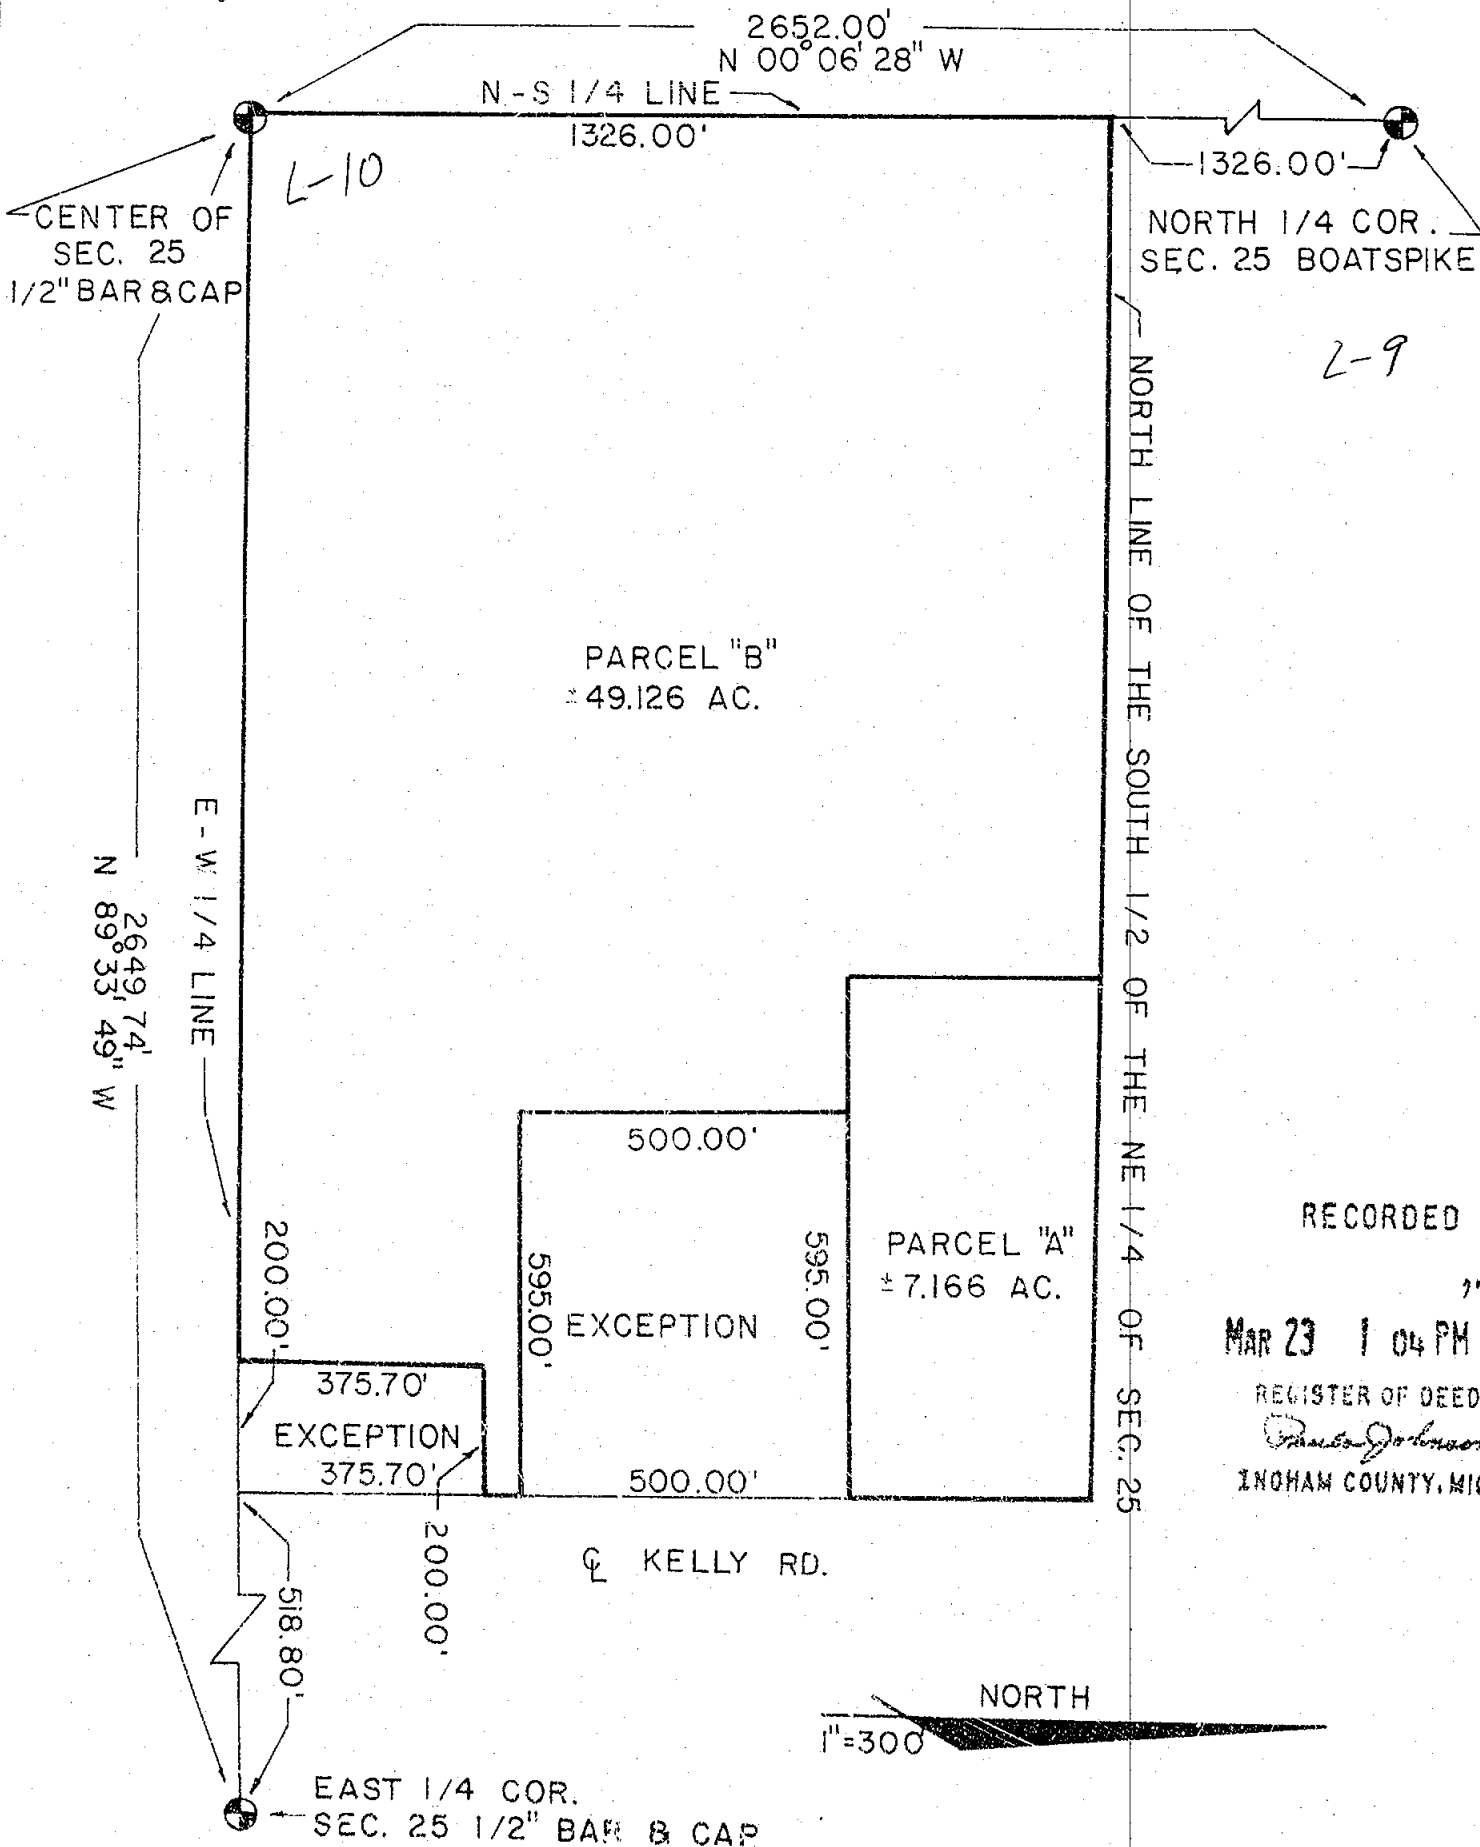 2652.00'
N 00°06'28" W
N-S 1/4 LINE
1326.00'
1326.00'
L-10
CENTER OF
SEC. 25
1/2" BAR & CAP
NORTH 1/4 COR.
SEC. 25 BOATSPIKE
L-9
NORTH LINE OF THE SOUTH 1/2 OF THE NE 1/4 OF SEC. 25
PARCEL "B"
±49.126 AC.
E-W 1/4 LINE
2649.74'
N 89°33'49" W
500.00'
595.00'
EXCEPTION
595.00'
500.00'
PARCEL "A"
±7.166 AC.
200.00'
375.70'
EXCEPTION
375.70'
200.00'
518.80'
℄ KELLY RD.
RECORDED
MAR 23 1 04 PM
REGISTER OF DEED
Johnson
INGHAM COUNTY, MIC
NORTH
1"=300'
EAST 1/4 COR.
SEC. 25 1/2" BAR & CAP